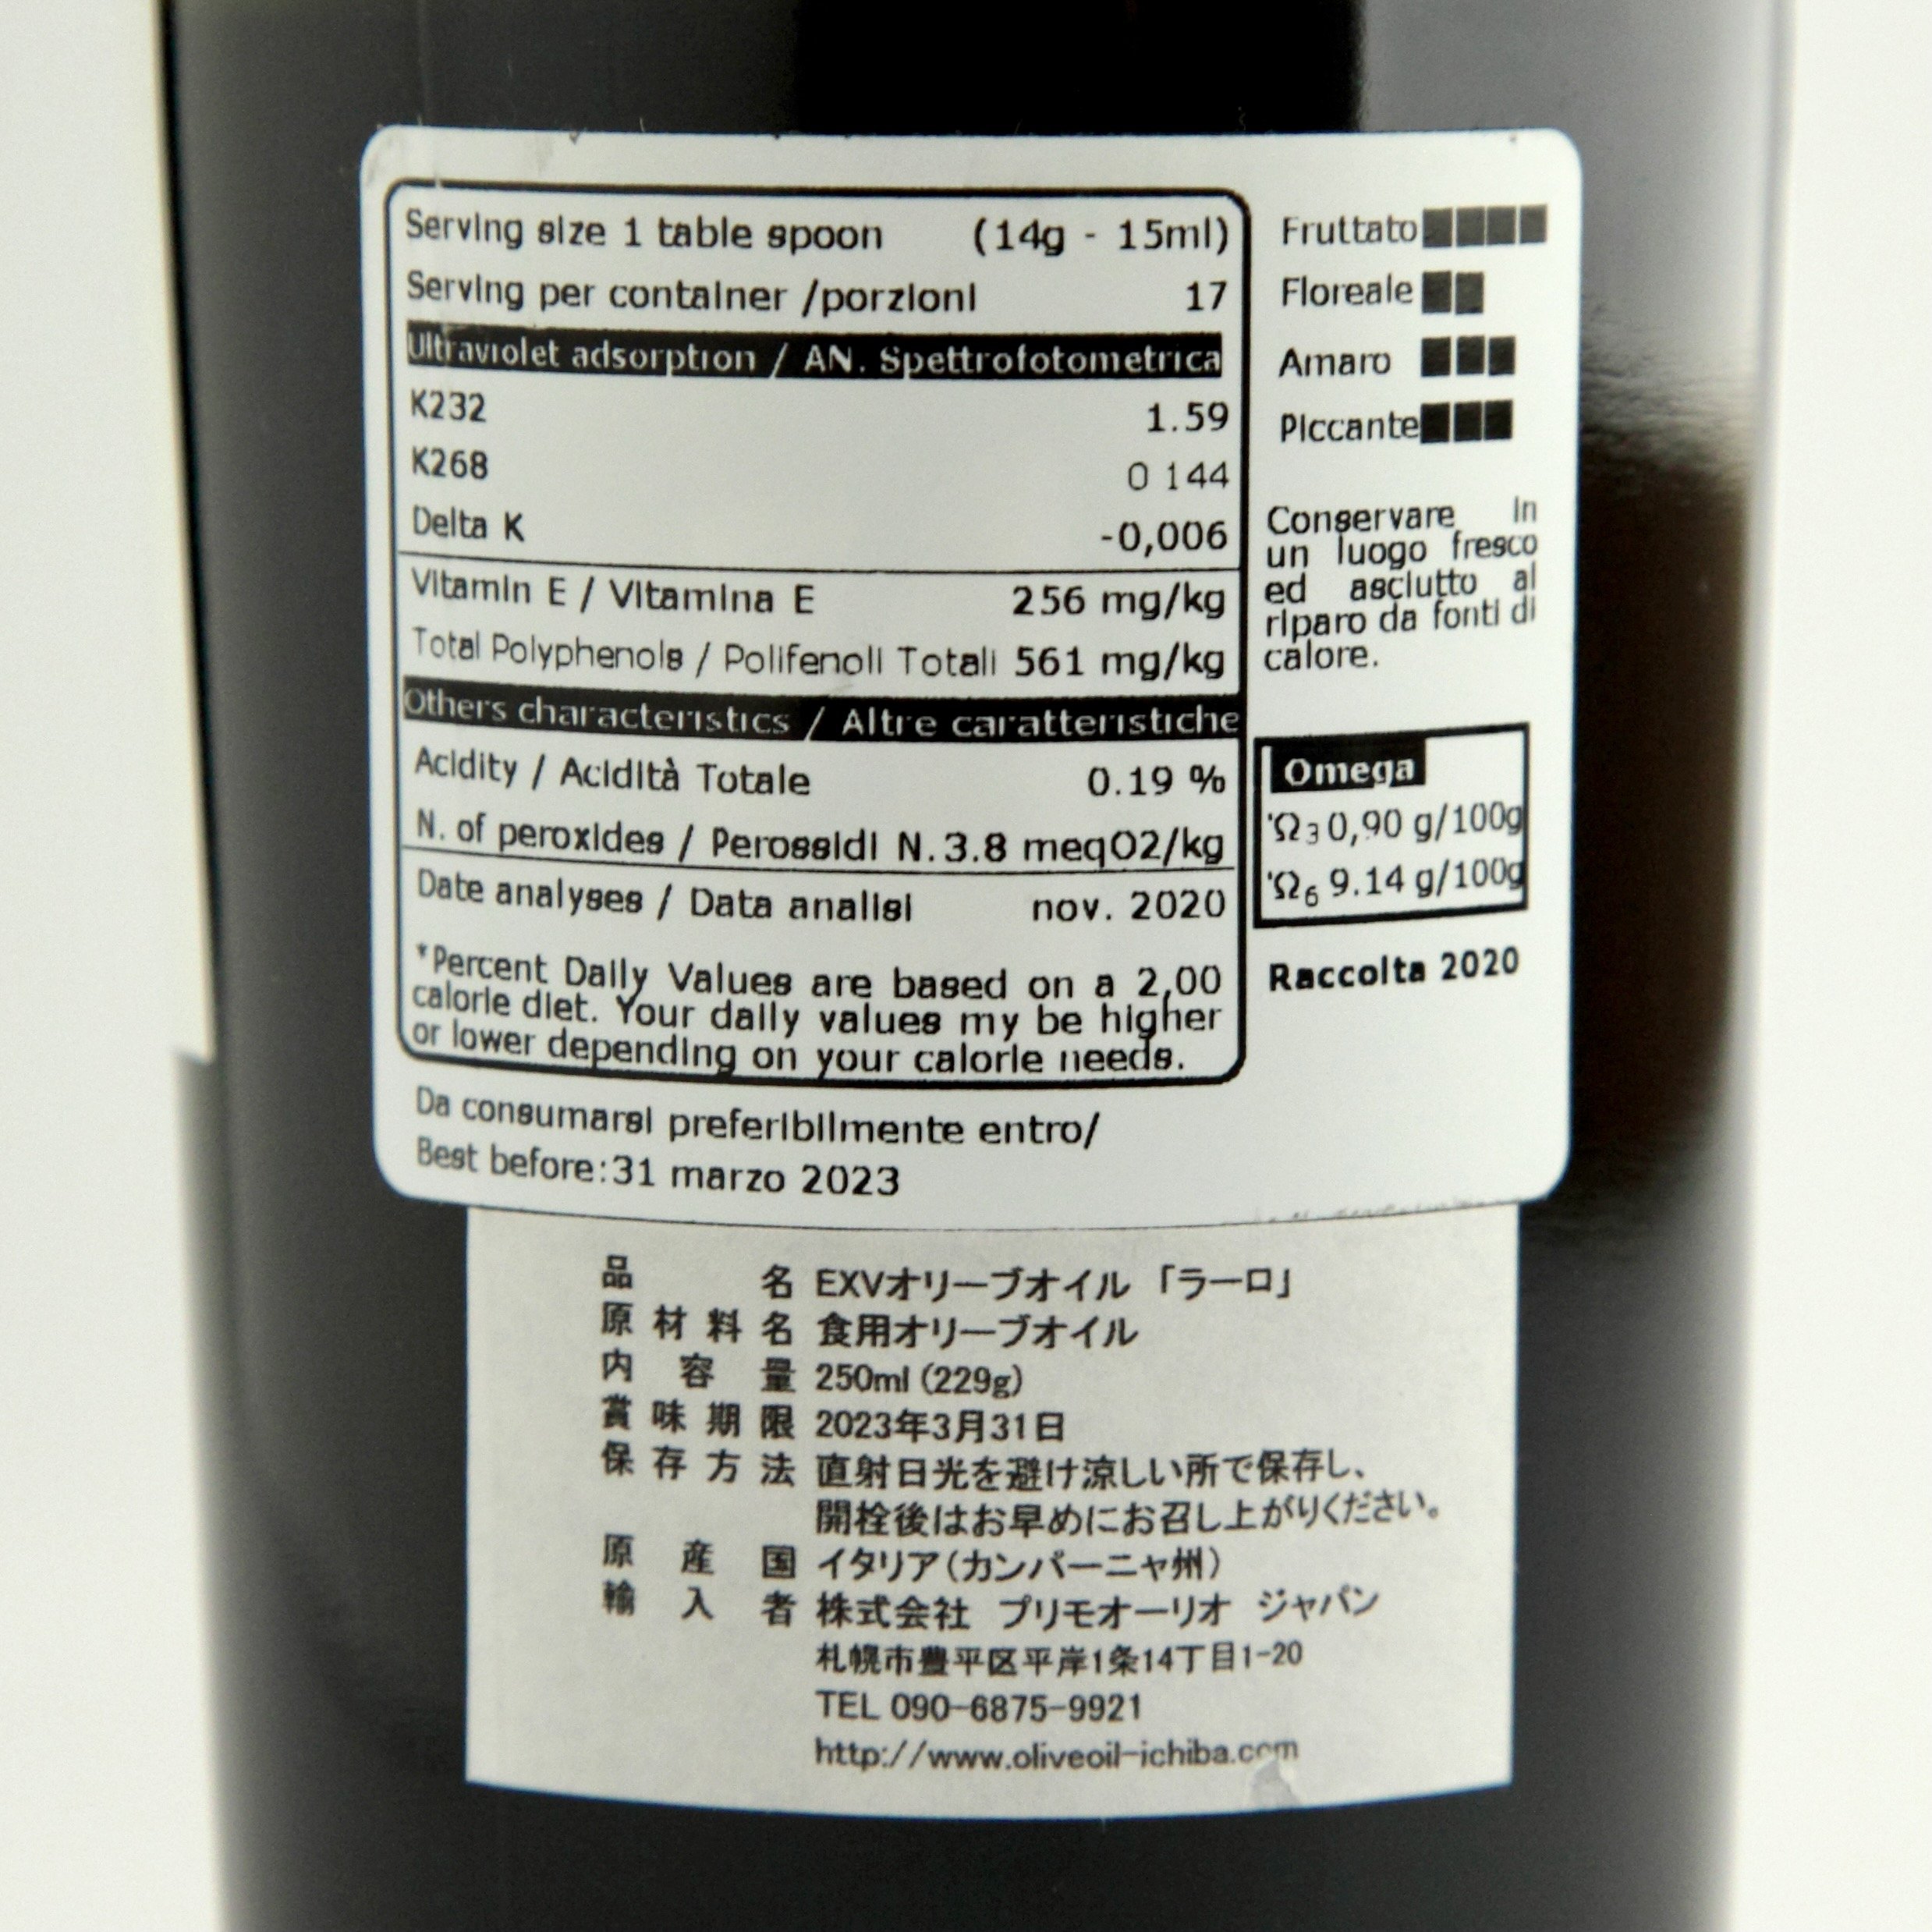 Serving size 1 table spoon (14g - 15ml)
Serving per container /porzioni 17
Ultraviolet adsorption / AN. Spettrofotometrica
K232 1.59
K268 0 144
Delta K -0,006
Vitamin E / Vitamina E 256 mg/kg
Total Polyphenols / Polifenoli Totali 561 mg/kg
Others characteristics / Altre caratteristiche
Acidity / Acidità Totale 0.19 %
N. of peroxides / Perossidi N. 3.8 meqO2/kg
Date analyses / Data analisi nov. 2020
*Percent Daily Values are based on a 2,00
calorie diet. Your daily values my be higher
or lower depending on your calorie needs.
Da consumarsi preferibilmente entro/
Best before:31 marzo 2023
Fruttato ■■■■
Floreale ■■
Amaro ■■■
Piccante ■■■
Conservare in
un luogo fresco
ed asciutto al
riparo da fonti di
calore.
Omega
'Ω3 0,90 g/100g
'Ω6 9.14 g/100g
Raccolta 2020
品名 EXVオリーブオイル「ラーロ」
原材料名 食用オリーブオイル
内容量 250ml (229g)
賞味期限 2023年3月31日
保存方法 直射日光を避け涼しい所で保存し、
開栓後はお早めにお召し上がりください。
原産国 イタリア(カンパーニャ州)
輸入者 株式会社 プリモオーリオ ジャパン
札幌市豊平区平岸1条14丁目1-20
TEL 090-6875-9921
http://www.oliveoil-ichiba.com